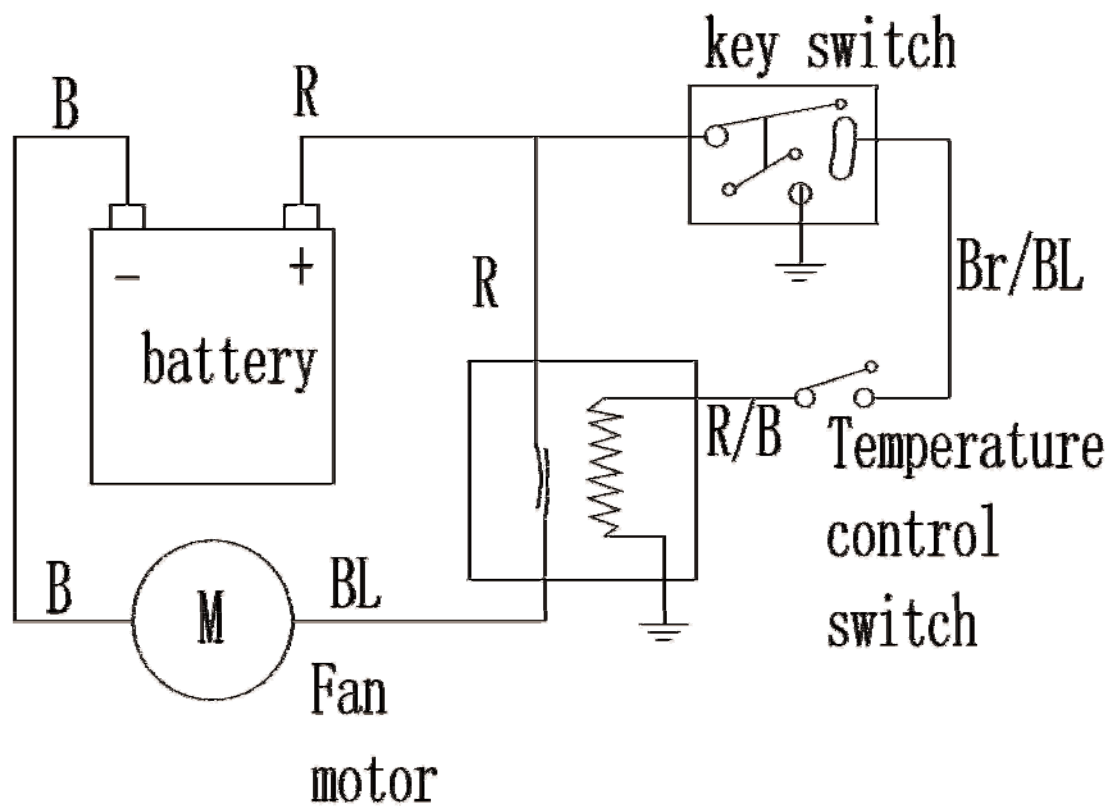 key switch
B
R
R
Br/BL
−
+
battery
R/B
Temperature
control
switch
B
M
BL
Fan
motor